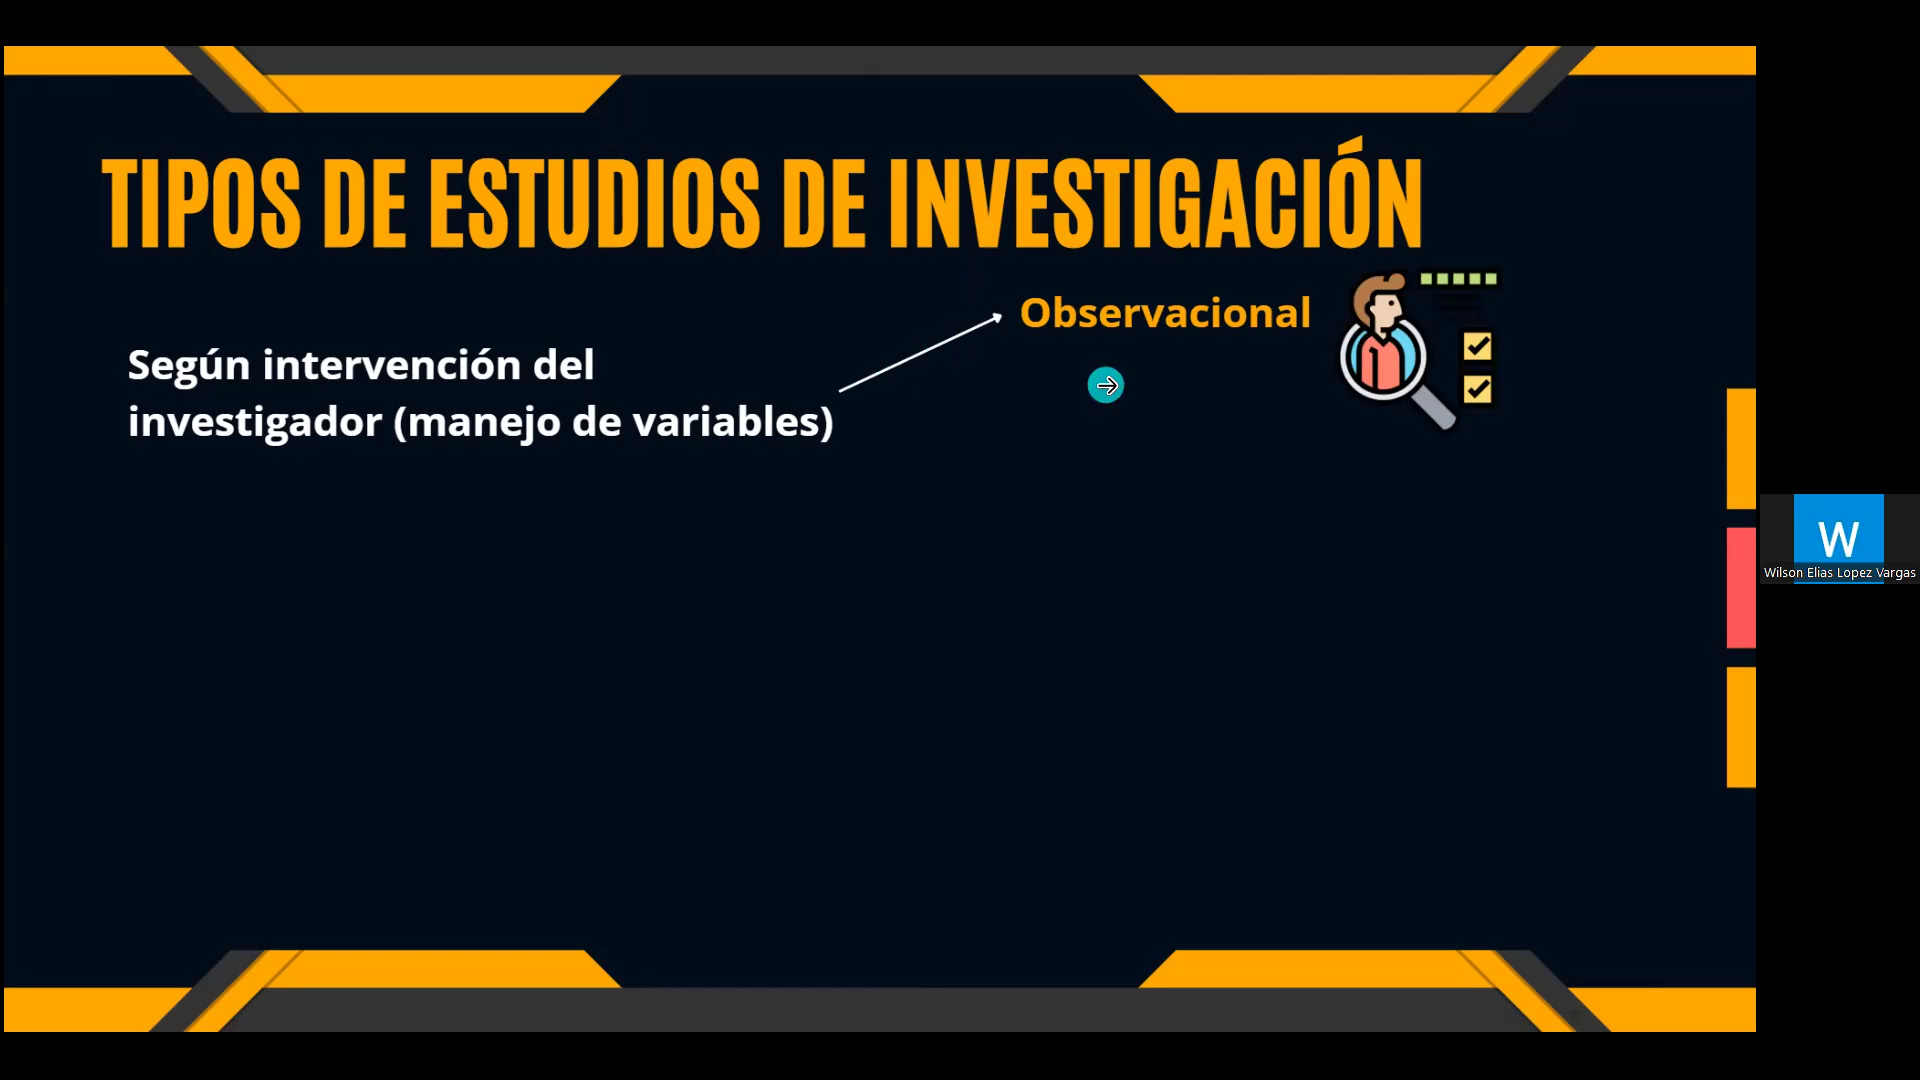 TIPOS DE ESTUDIOS DE INVESTIGACIÓN
Observacional
Según intervención del
investigador (manejo de variables)
W
Wilson Elias Lopez Vargas